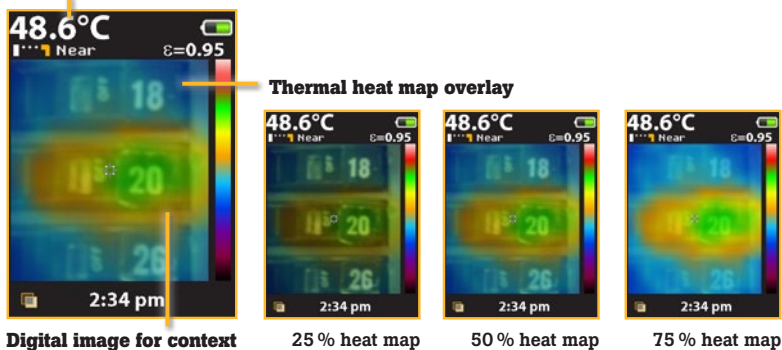 48.6°C
Near ε=0.95
18
20
26
2:34 pm
Digital image for context
Thermal heat map overlay
48.6°C
Near ε=0.95
18
20
26
2:34 pm
25 % heat map
48.6°C
Near ε=0.95
18
20
26
2:34 pm
50 % heat map
48.6°C
Near ε=0.95
18
20
26
2:34 pm
75 % heat map